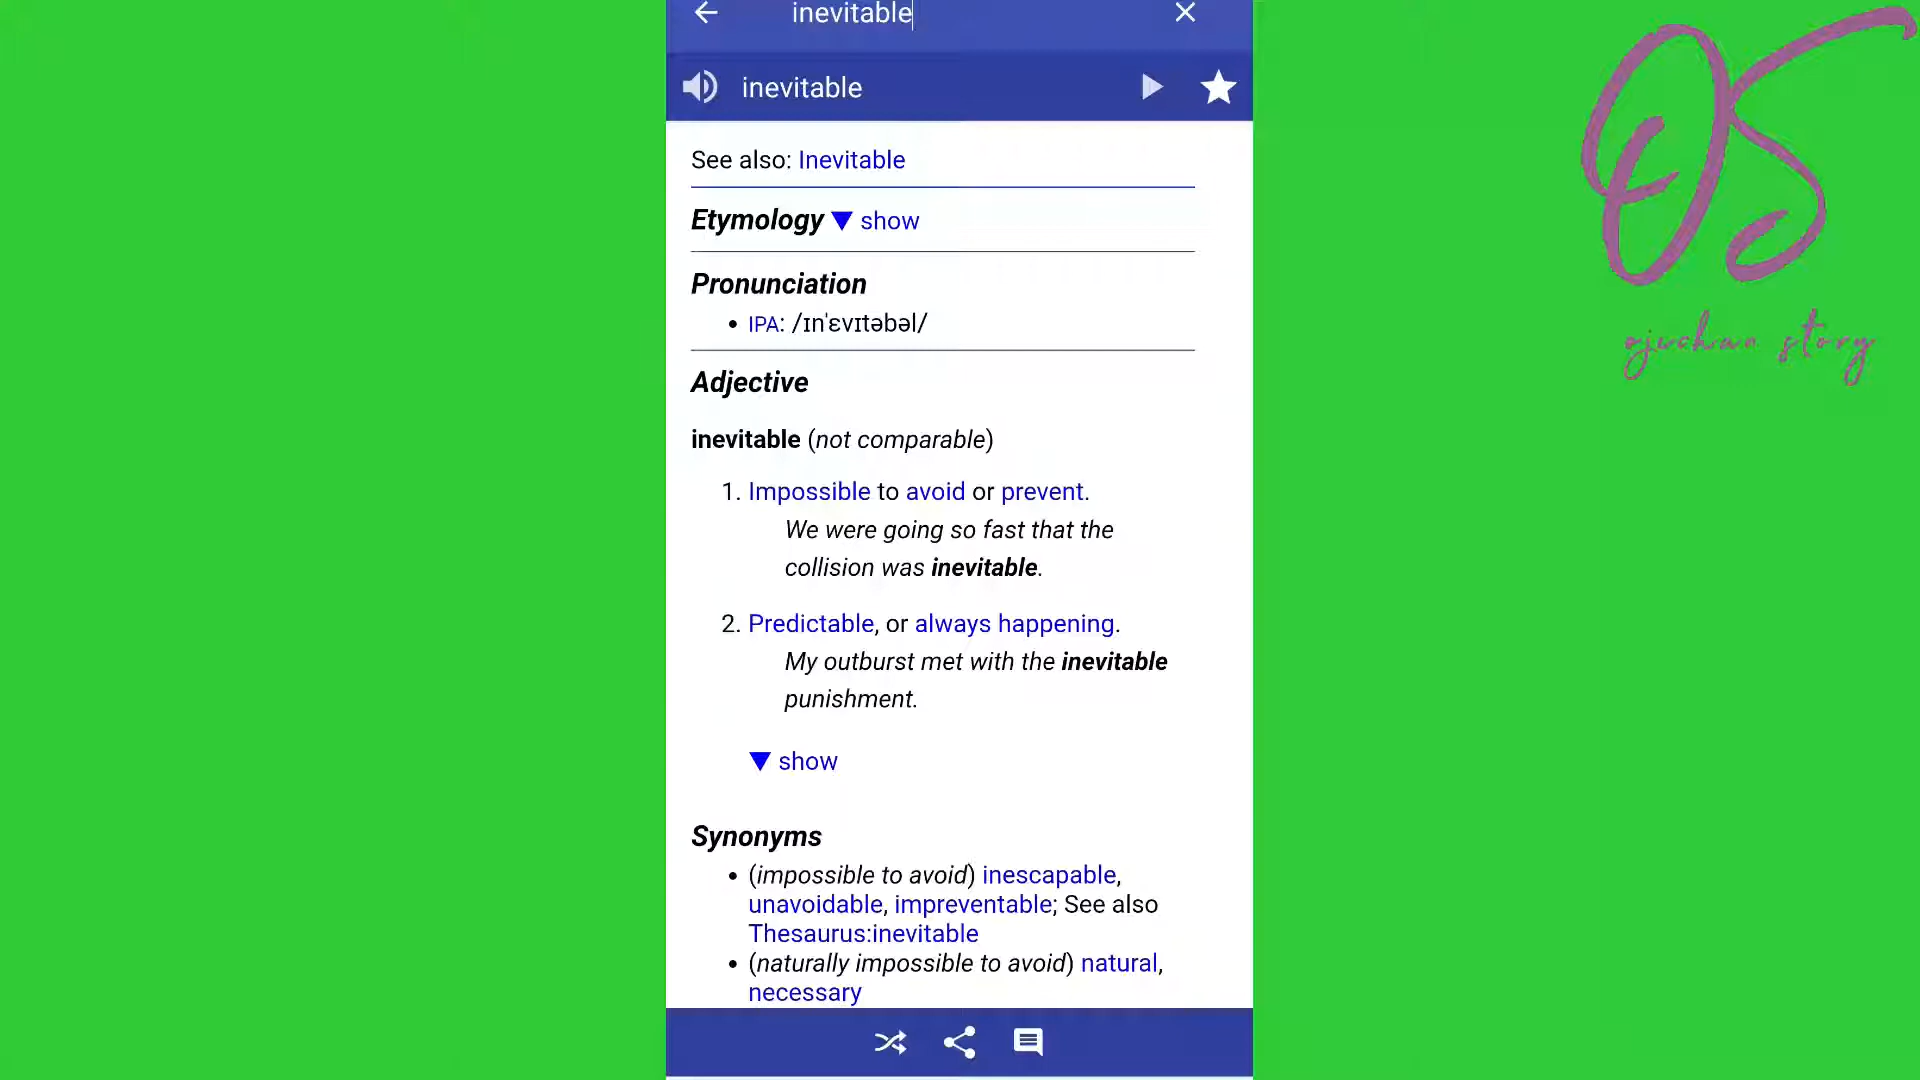 inevitable
inevitable
See also: Inevitable
Etymology ▼ show
Pronunciation
• IPA: /ɪnˈɛvɪtəbəl/
Adjective
inevitable (not comparable)
1. Impossible to avoid or prevent.
We were going so fast that the
collision was inevitable.
2. Predictable, or always happening.
My outburst met with the inevitable
punishment.
▼ show
Synonyms
• (impossible to avoid) inescapable,
unavoidable, impreventable; See also
Thesaurus:inevitable
• (naturally impossible to avoid) natural,
necessary
OS
ojuchan story